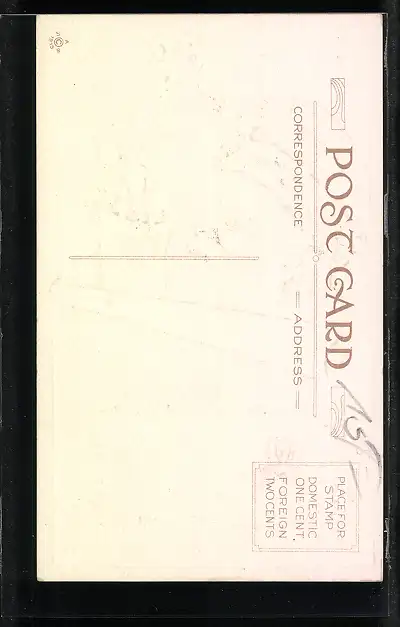 POST CARD
CORRESPONDENCE
ADDRESS
PLACE FOR
STAMP
DOMESTIC
ONE CENT,
FOREIGN
TWO CENTS